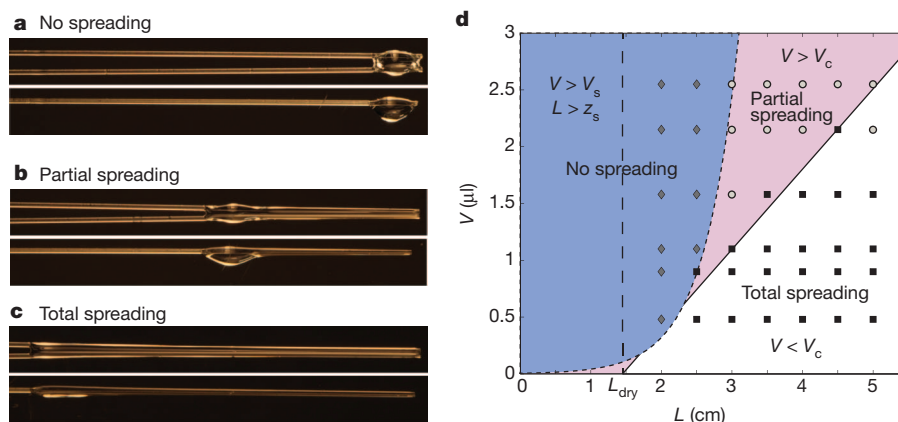 a No spreading
b Partial spreading
c Total spreading
d
3
2.5
2
1.5
1
0.5
0
V (µl)
V > Vs
L > zs
No spreading
V > Vc
Partial
spreading
Total spreading
V < Vc
0 1 Ldry 2 3 4 5
L (cm)